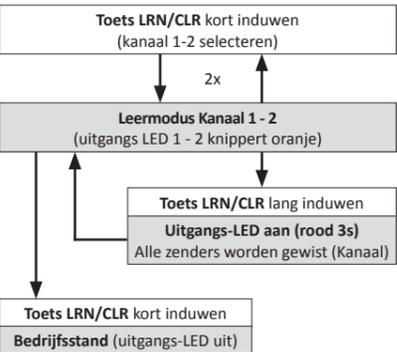 Toets LRN/CLR kort induwen
(kanaal 1-2 selecteren)
2x
Leermodus Kanaal 1 - 2
(uitgangs LED 1 - 2 knippert oranje)
Toets LRN/CLR lang induwen
Uitgangs-LED aan (rood 3s)
Alle zenders worden gewist (Kanaal)
Toets LRN/CLR kort induwen
Bedrijfsstand (uitgangs-LED uit)